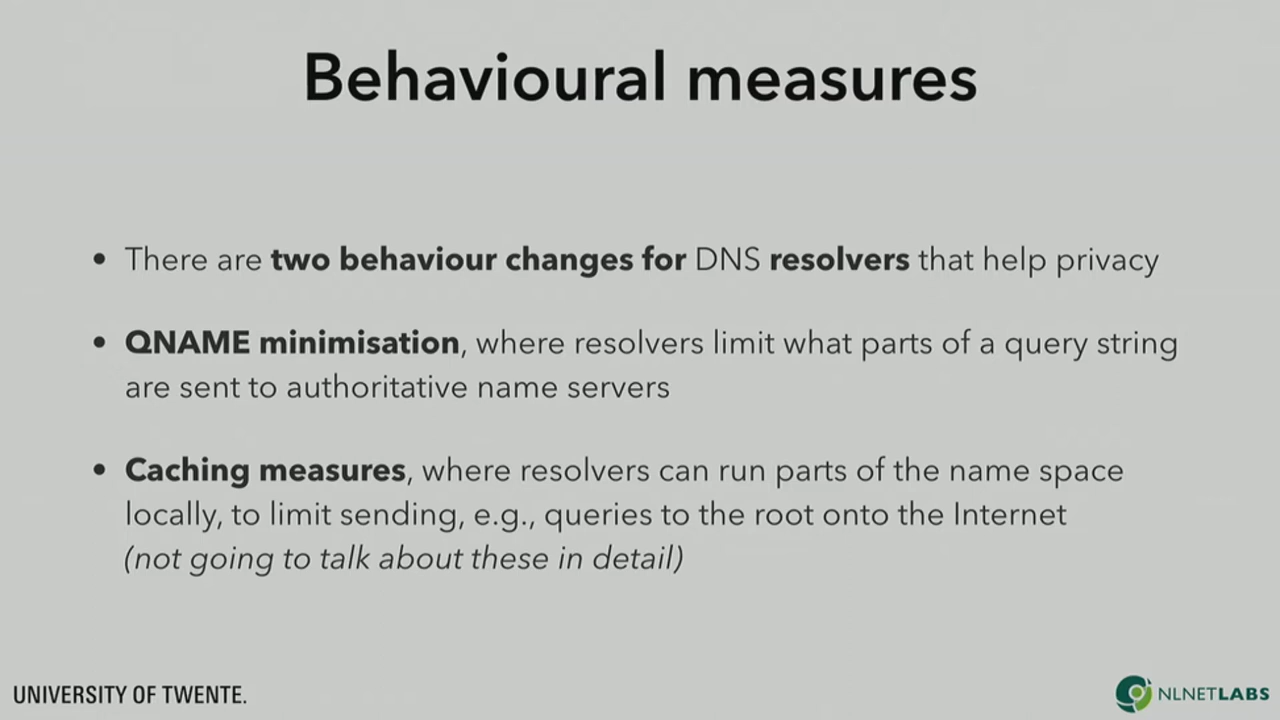 Behavioural measures
• There are two behaviour changes for DNS resolvers that help privacy
• QNAME minimisation, where resolvers limit what parts of a query string
are sent to authoritative name servers
• Caching measures, where resolvers can run parts of the name space
locally, to limit sending, e.g., queries to the root onto the Internet
(not going to talk about these in detail)
UNIVERSITY OF TWENTE.
NLNETLABS